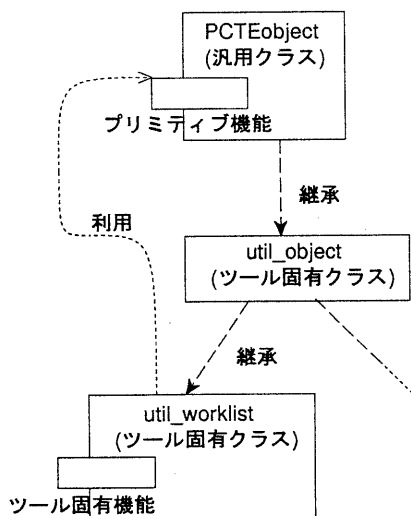 PCTEobject
(汎用クラス)
プリミティブ機能
継承
利用
util_object
(ツール固有クラス)
継承
util_worklist
(ツール固有クラス)
ツール固有機能